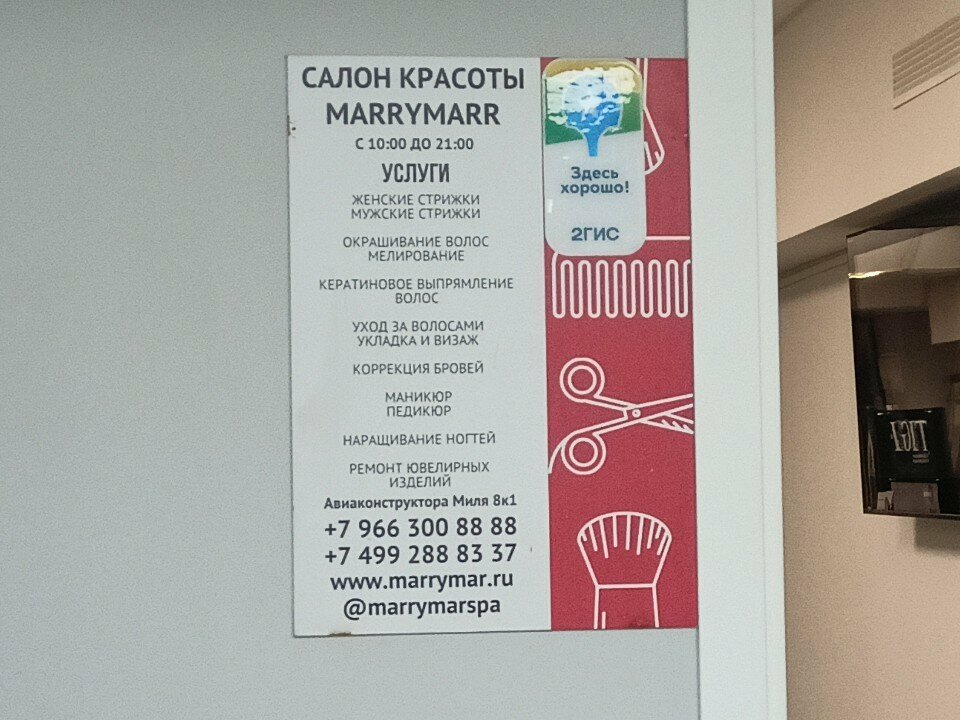 САЛОН КРАСОТЫ
MARRYMARR
С 10:00 ДО 21:00
УСЛУГИ
ЖЕНСКИЕ СТРИЖКИ
МУЖСКИЕ СТРИЖКИ
ОКРАШИВАНИЕ ВОЛОС
МЕЛИРОВАНИЕ
КЕРАТИНОВОЕ ВЫПРЯМЛЕНИЕ
ВОЛОС
УХОД ЗА ВОЛОСАМИ
УКЛАДКА И ВИЗАЖ
КОРРЕКЦИЯ БРОВЕЙ
МАНИКЮР
ПЕДИКЮР
НАРАЩИВАНИЕ НОГТЕЙ
РЕМОНТ ЮВЕЛИРНЫХ
ИЗДЕЛИЙ
Авиаконструктора Миля 8к1
+7 966 300 88 88
+7 499 288 83 37
www.marrymar.ru
@marrymarspa
Здесь
хорошо!
2ГИС
TIGI